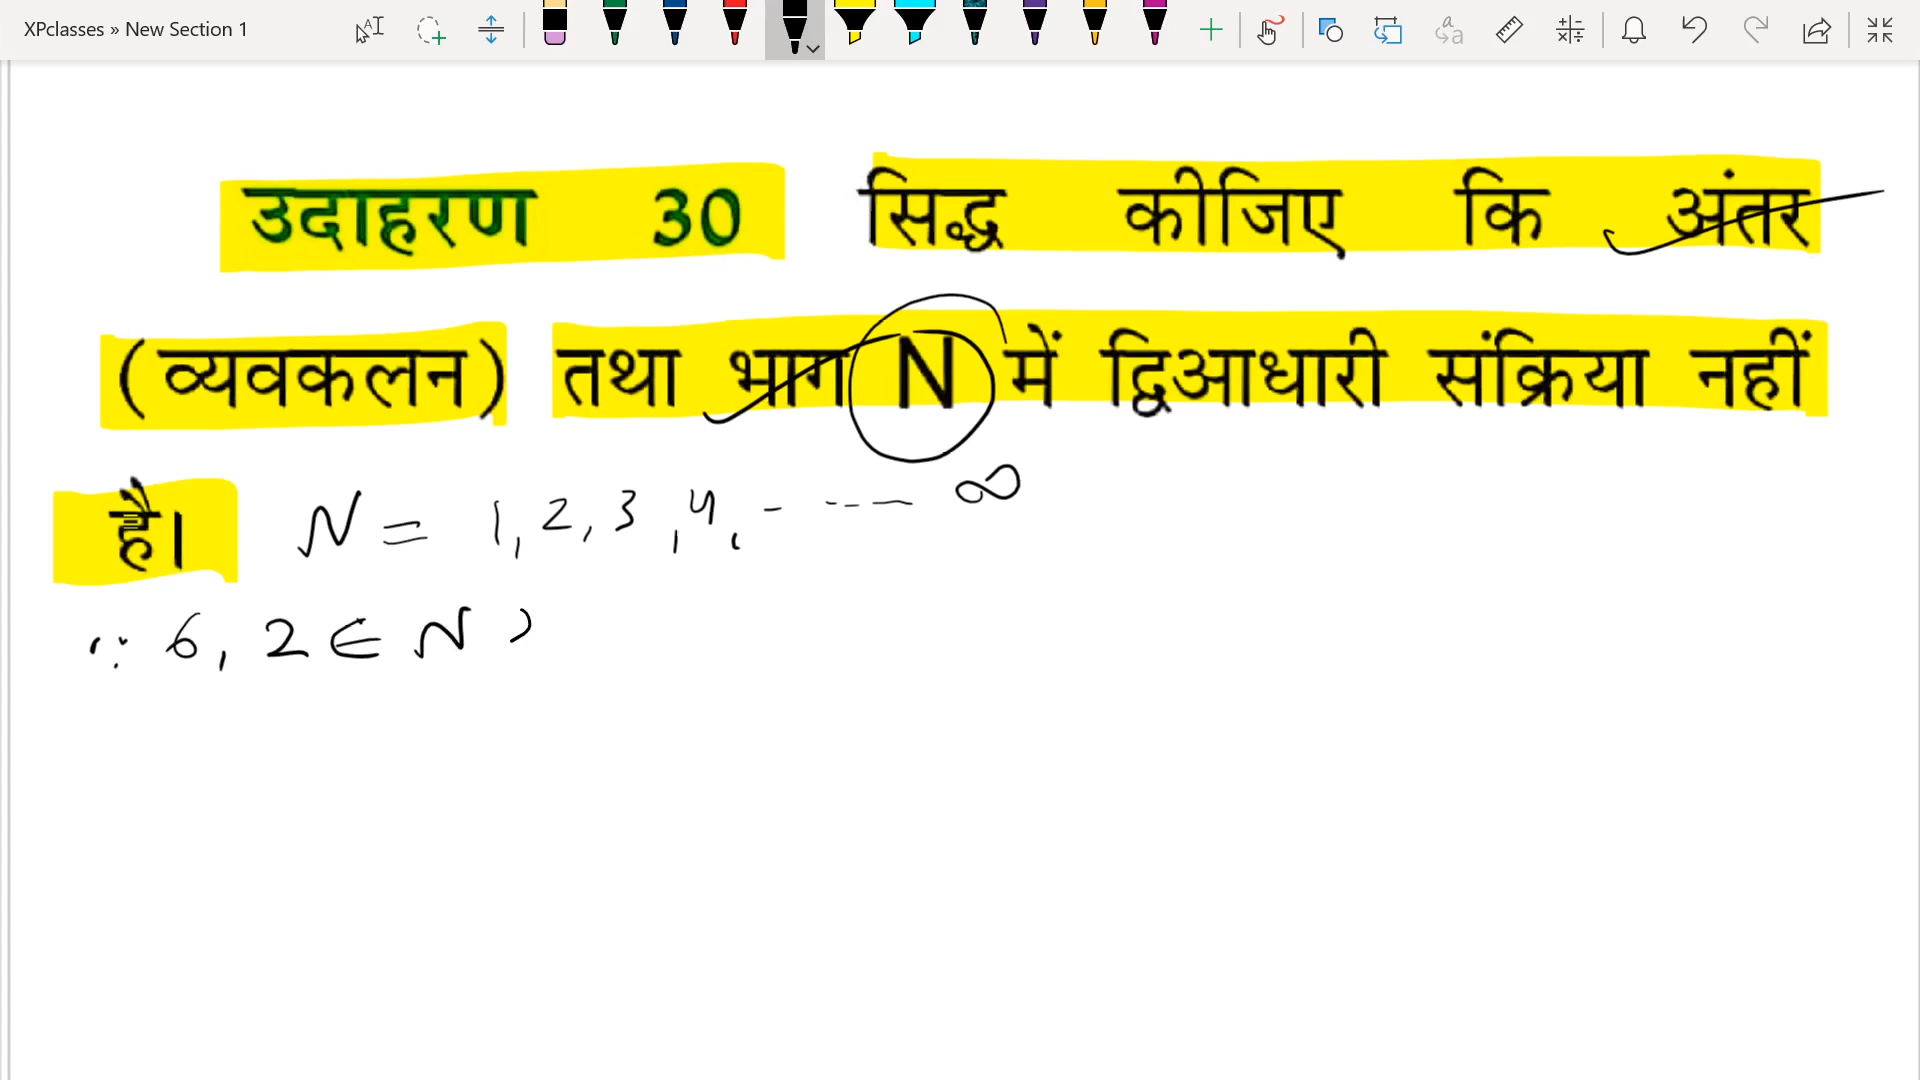 XPclasses » New Section 1
उदाहरण 30 सिद्ध कीजिए कि अंतर
(व्यवकलन) तथा भाग N में द्विआधारी संक्रिया नहीं
है। N = 1, 2, 3, 4, - --- ∞
∵ 6, 2 ∈ N,